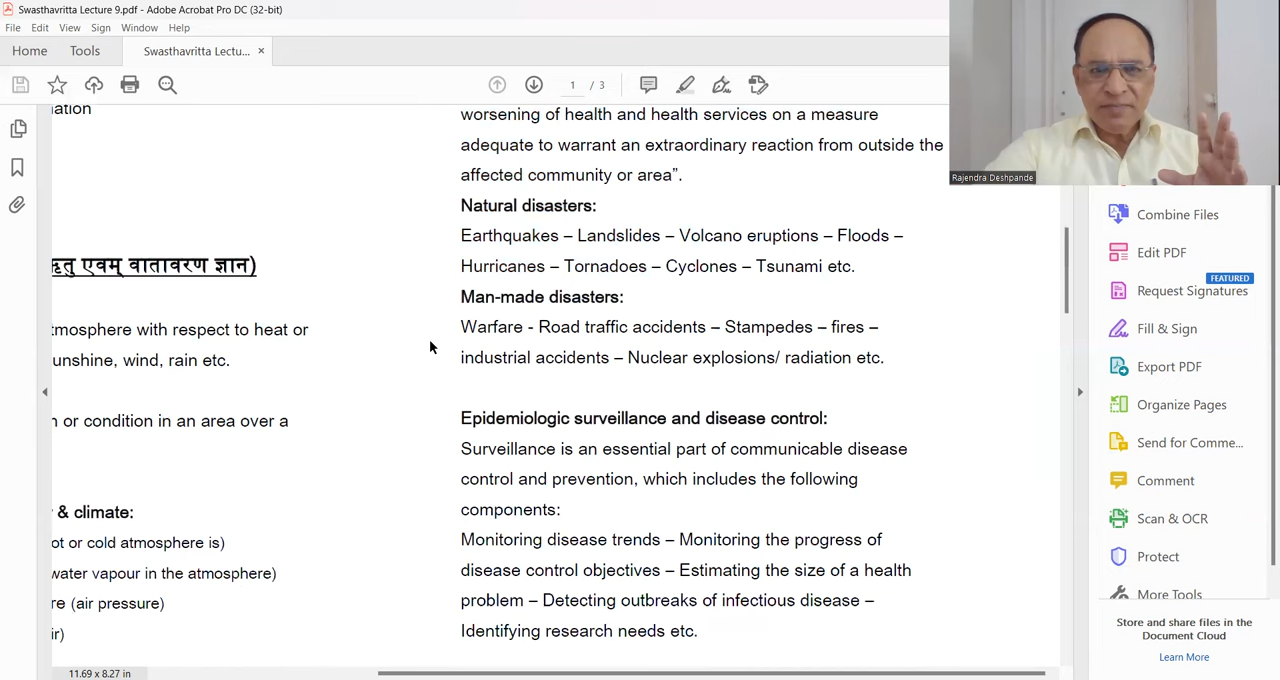 Swasthavritta Lecture 9.pdf - Adobe Acrobat Pro DC (32-bit)
File Edit View Sign Window Help
Home Tools Swasthavritta Lectu... ×
1 / 3
ation
ऋतु एवम् वातावरण ज्ञान)
tmosphere with respect to heat or
unshine, wind, rain etc.
n or condition in an area over a
& climate:
ot or cold atmosphere is)
water vapour in the atmosphere)
re (air pressure)
ir)
worsening of health and health services on a measure
adequate to warrant an extraordinary reaction from outside the
affected community or area”.
Natural disasters:
Earthquakes – Landslides – Volcano eruptions – Floods –
Hurricanes – Tornadoes – Cyclones – Tsunami etc.
Man-made disasters:
Warfare - Road traffic accidents – Stampedes – fires –
industrial accidents – Nuclear explosions/ radiation etc.
Epidemiologic surveillance and disease control:
Surveillance is an essential part of communicable disease
control and prevention, which includes the following
components:
Monitoring disease trends – Monitoring the progress of
disease control objectives – Estimating the size of a health
problem – Detecting outbreaks of infectious disease –
Identifying research needs etc.
11.69 x 8.27 in
Rajendra Deshpande
Combine Files
Edit PDF
FEATURED
Request Signatures
Fill & Sign
Export PDF
Organize Pages
Send for Comme...
Comment
Scan & OCR
Protect
More Tools
Store and share files in the
Document Cloud
Learn More